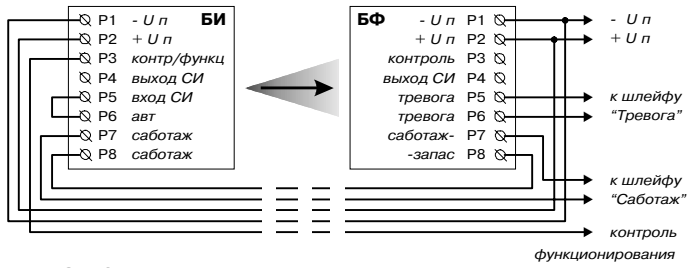 БИ
P1 - U п
P2 + U п
P3 контр/функц
P4 выход СИ
P5 вход СИ
P6 авт
P7 саботаж
P8 саботаж
БФ
- U п P1
+ U п P2
контроль P3
выход СИ P4
тревога P5
тревога P6
саботаж- P7
-запас P8
- U п
+ U п
к шлейфу
“Тревога”
к шлейфу
“Саботаж”
контроль
функционирования